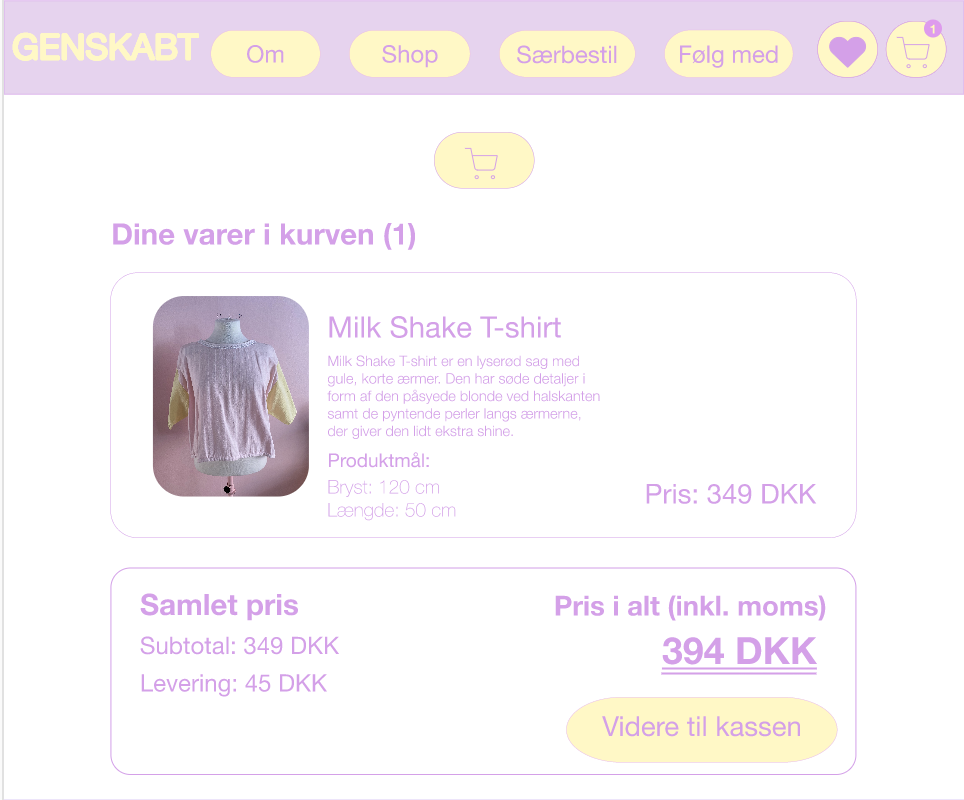 GENSKABT
Om
Shop
Særbestil
Følg med
1
Dine varer i kurven (1)
Milk Shake T-shirt
Milk Shake T-shirt er en lyserød sag med
gule, korte ærmer. Den har søde detaljer i
form af den påsyede blonde ved halskanten
samt de pyntende perler langs ærmerne,
der giver den lidt ekstra shine.
Produktmål:
Bryst: 120 cm
Længde: 50 cm
Pris: 349 DKK
Samlet pris
Subtotal: 349 DKK
Levering: 45 DKK
Pris i alt (inkl. moms)
394 DKK
Videre til kassen